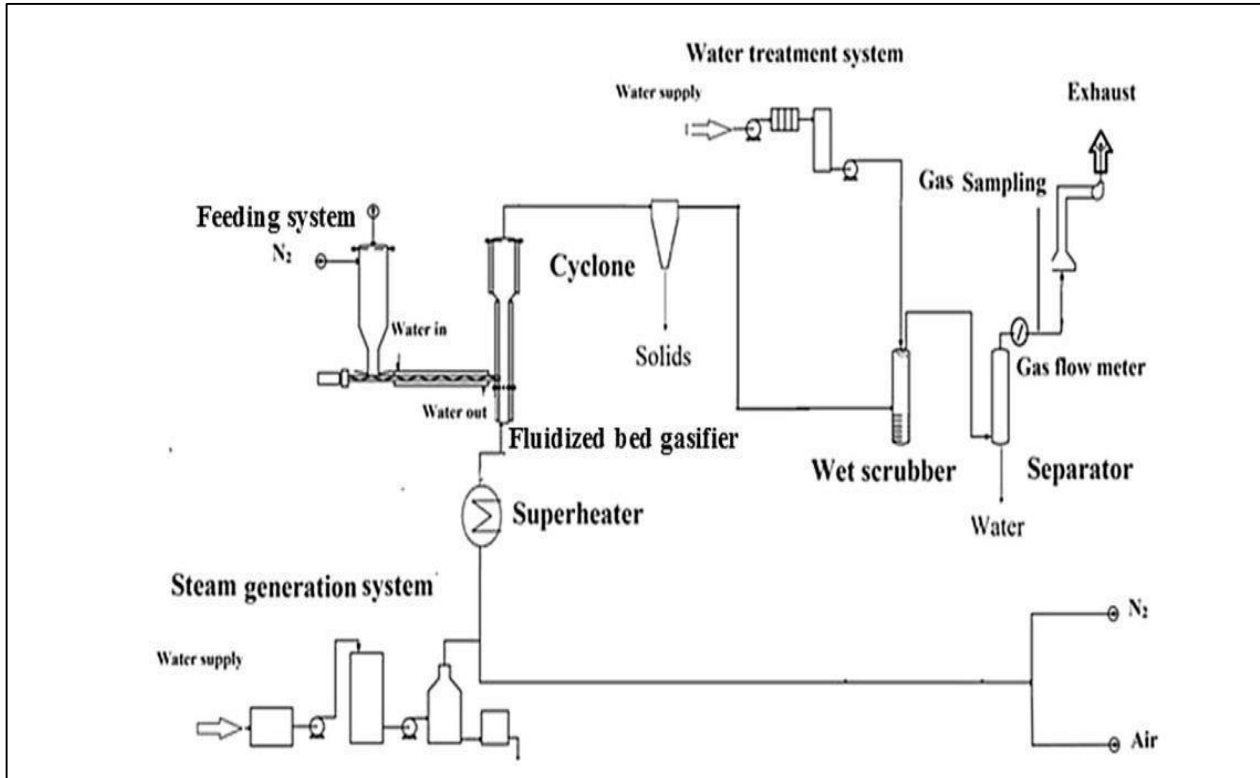 Water treatment system
Water supply
Exhaust
Gas Sampling
Feeding system
N₂
Cyclone
Water in
Solids
Gas flow meter
Water out
Fluidized bed gasifier
Wet scrubber
Separator
Superheater
Water
Steam generation system
N₂
Water supply
Air